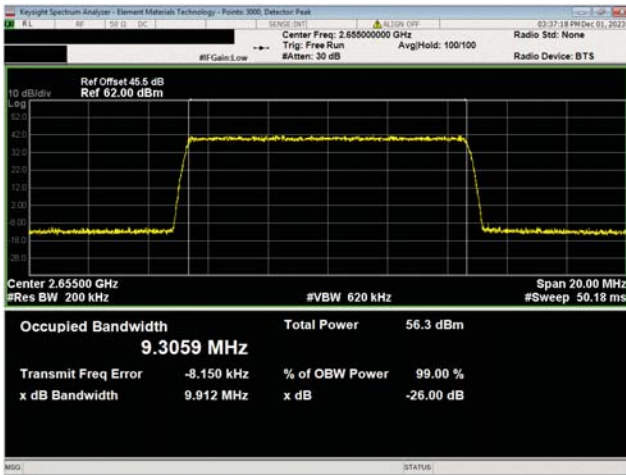 Keysight Spectrum Analyzer - Element Materials Technology - Points: 3000, Detector: Peak
RL RF 50 Ω DC SENSE:INT ALIGN OFF 03:37:18 PM Dec 01, 2023
Center Freq: 2.655000000 GHz Radio Std: None
Trig: Free Run Avg|Hold: 100/100
#IFGain:Low #Atten: 30 dB Radio Device: BTS
Ref Offset 45.5 dB
10 dB/div Ref 62.00 dBm
Log
52.0
42.0
32.0
22.0
12.0
2.00
-8.00
-18.0
-28.0
Center 2.65500 GHz Span 20.00 MHz
#Res BW 200 kHz #VBW 620 kHz #Sweep 50.18 ms
Occupied Bandwidth Total Power 56.3 dBm
9.3059 MHz
Transmit Freq Error -8.150 kHz % of OBW Power 99.00 %
x dB Bandwidth 9.912 MHz x dB -26.00 dB
MSG STATUS